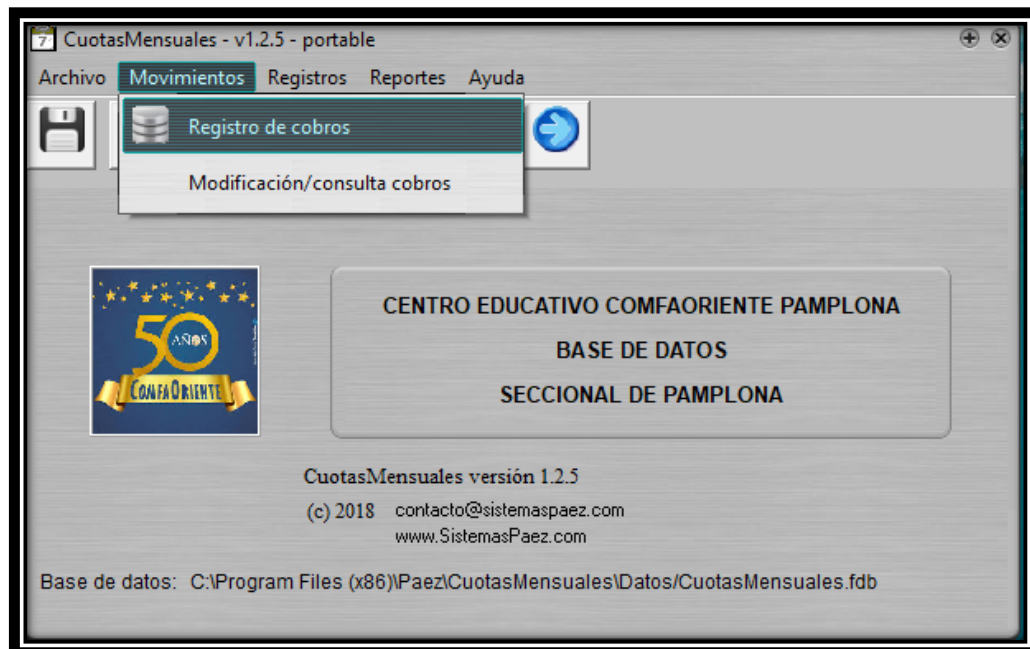 CuotasMensuales - v1.2.5 - portable
Archivo Movimientos Registros Reportes Ayuda
Registro de cobros
Modificación/consulta cobros
50
AÑOS
COMFAORIENTE
CENTRO EDUCATIVO COMFAORIENTE PAMPLONA
BASE DE DATOS
SECCIONAL DE PAMPLONA
CuotasMensuales versión 1.2.5
(c) 2018 contacto@sistemaspaez.com
www.SistemasPaez.com
Base de datos: C:\Program Files (x86)\Paez\CuotasMensuales\Datos/CuotasMensuales.fdb